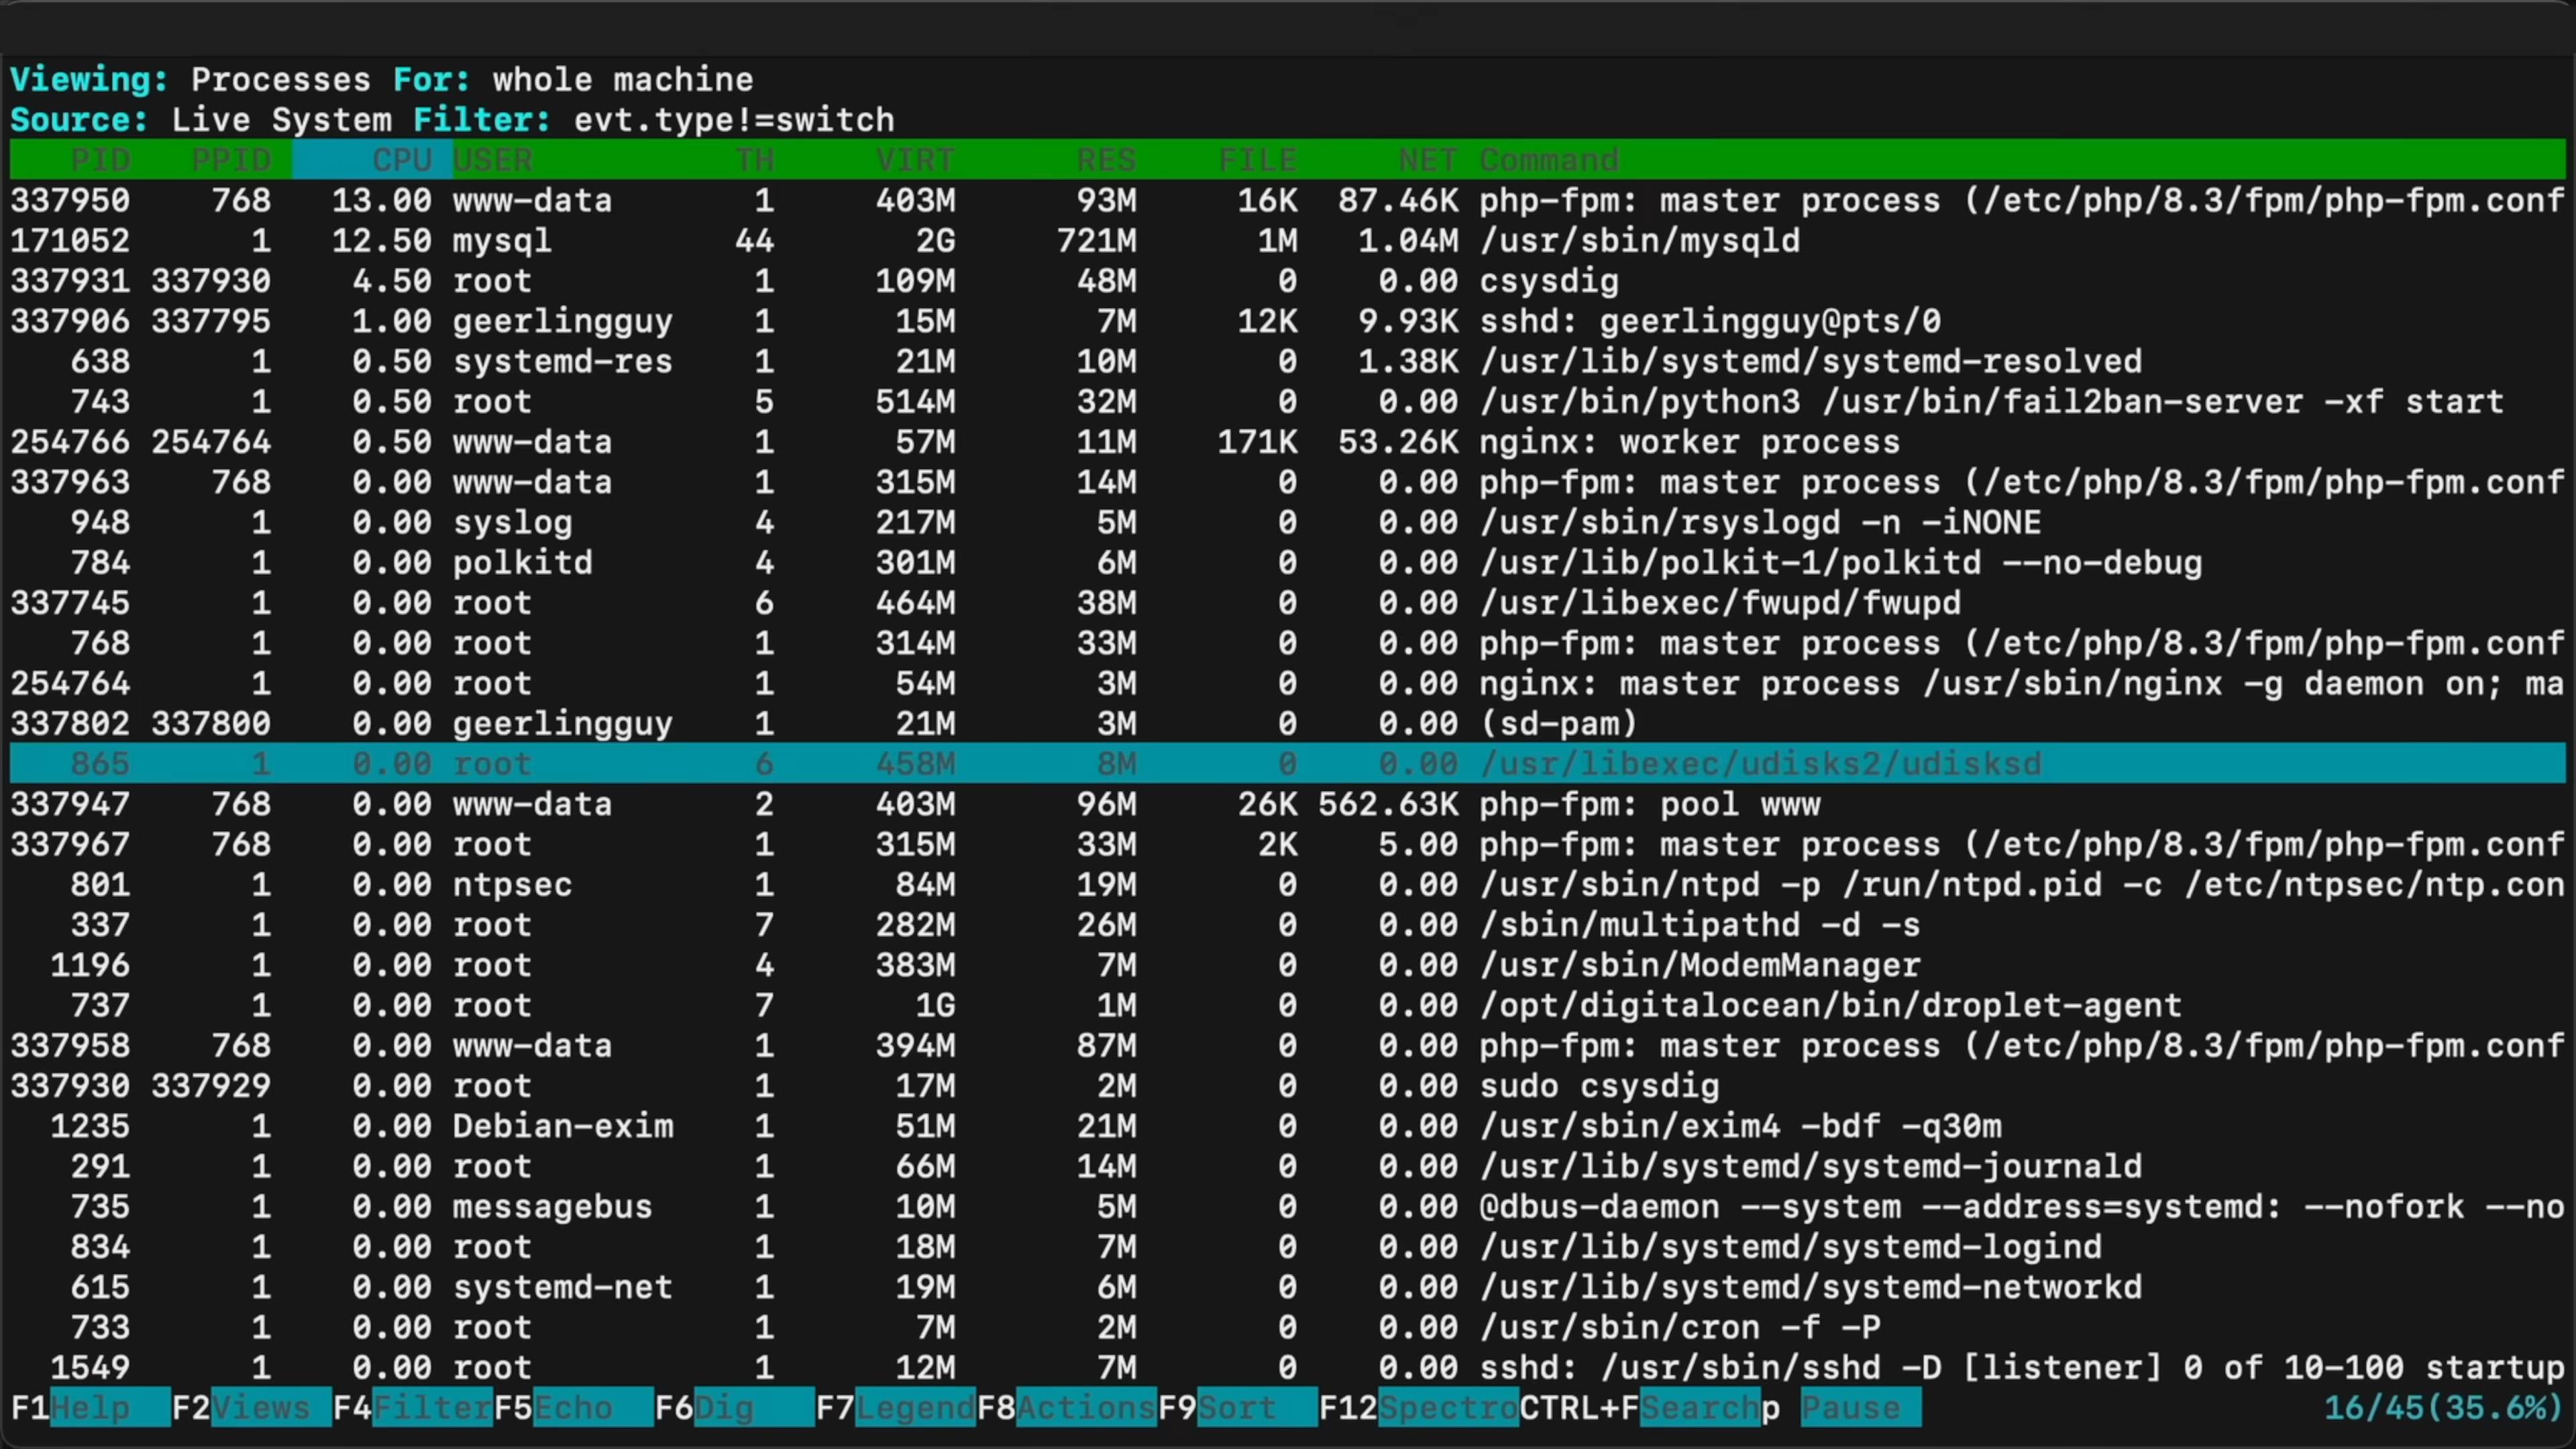 Viewing: Processes For: whole machine
Source: Live System Filter: evt.type!=switch
PID PPID CPU USER TH VIRT RES FILE NET Command
337950 768 13.00 www-data 1 403M 93M 16K 87.46K php-fpm: master process (/etc/php/8.3/fpm/php-fpm.conf
171052 1 12.50 mysql 44 2G 721M 1M 1.04M /usr/sbin/mysqld
337931 337930 4.50 root 1 109M 48M 0 0.00 csysdig
337906 337795 1.00 geerlingguy 1 15M 7M 12K 9.93K sshd: geerlingguy@pts/0
638 1 0.50 systemd-res 1 21M 10M 0 1.38K /usr/lib/systemd/systemd-resolved
743 1 0.50 root 5 514M 32M 0 0.00 /usr/bin/python3 /usr/bin/fail2ban-server -xf start
254766 254764 0.50 www-data 1 57M 11M 171K 53.26K nginx: worker process
337963 768 0.00 www-data 1 315M 14M 0 0.00 php-fpm: master process (/etc/php/8.3/fpm/php-fpm.conf
948 1 0.00 syslog 4 217M 5M 0 0.00 /usr/sbin/rsyslogd -n -iNONE
784 1 0.00 polkitd 4 301M 6M 0 0.00 /usr/lib/polkit-1/polkitd --no-debug
337745 1 0.00 root 6 464M 38M 0 0.00 /usr/libexec/fwupd/fwupd
768 1 0.00 root 1 314M 33M 0 0.00 php-fpm: master process (/etc/php/8.3/fpm/php-fpm.conf
254764 1 0.00 root 1 54M 3M 0 0.00 nginx: master process /usr/sbin/nginx -g daemon on; ma
337802 337800 0.00 geerlingguy 1 21M 3M 0 0.00 (sd-pam)
865 1 0.00 root 6 458M 8M 0 0.00 /usr/libexec/udisks2/udisksd
337947 768 0.00 www-data 2 403M 96M 26K 562.63K php-fpm: pool www
337967 768 0.00 root 1 315M 33M 2K 5.00 php-fpm: master process (/etc/php/8.3/fpm/php-fpm.conf
801 1 0.00 ntpsec 1 84M 19M 0 0.00 /usr/sbin/ntpd -p /run/ntpd.pid -c /etc/ntpsec/ntp.con
337 1 0.00 root 7 282M 26M 0 0.00 /sbin/multipathd -d -s
1196 1 0.00 root 4 383M 7M 0 0.00 /usr/sbin/ModemManager
737 1 0.00 root 7 1G 1M 0 0.00 /opt/digitalocean/bin/droplet-agent
337958 768 0.00 www-data 1 394M 87M 0 0.00 php-fpm: master process (/etc/php/8.3/fpm/php-fpm.conf
337930 337929 0.00 root 1 17M 2M 0 0.00 sudo csysdig
1235 1 0.00 Debian-exim 1 51M 21M 0 0.00 /usr/sbin/exim4 -bdf -q30m
291 1 0.00 root 1 66M 14M 0 0.00 /usr/lib/systemd/systemd-journald
735 1 0.00 messagebus 1 10M 5M 0 0.00 @dbus-daemon --system --address=systemd: --nofork --no
834 1 0.00 root 1 18M 7M 0 0.00 /usr/lib/systemd/systemd-logind
615 1 0.00 systemd-net 1 19M 6M 0 0.00 /usr/lib/systemd/systemd-networkd
733 1 0.00 root 1 7M 2M 0 0.00 /usr/sbin/cron -f -P
1549 1 0.00 root 1 12M 7M 0 0.00 sshd: /usr/sbin/sshd -D [listener] 0 of 10-100 startup
F1Help F2Views F4FilterF5Echo F6Dig F7LegendF8ActionsF9Sort F12SpectroCTRL+FSearchp Pause 16/45(35.6%)